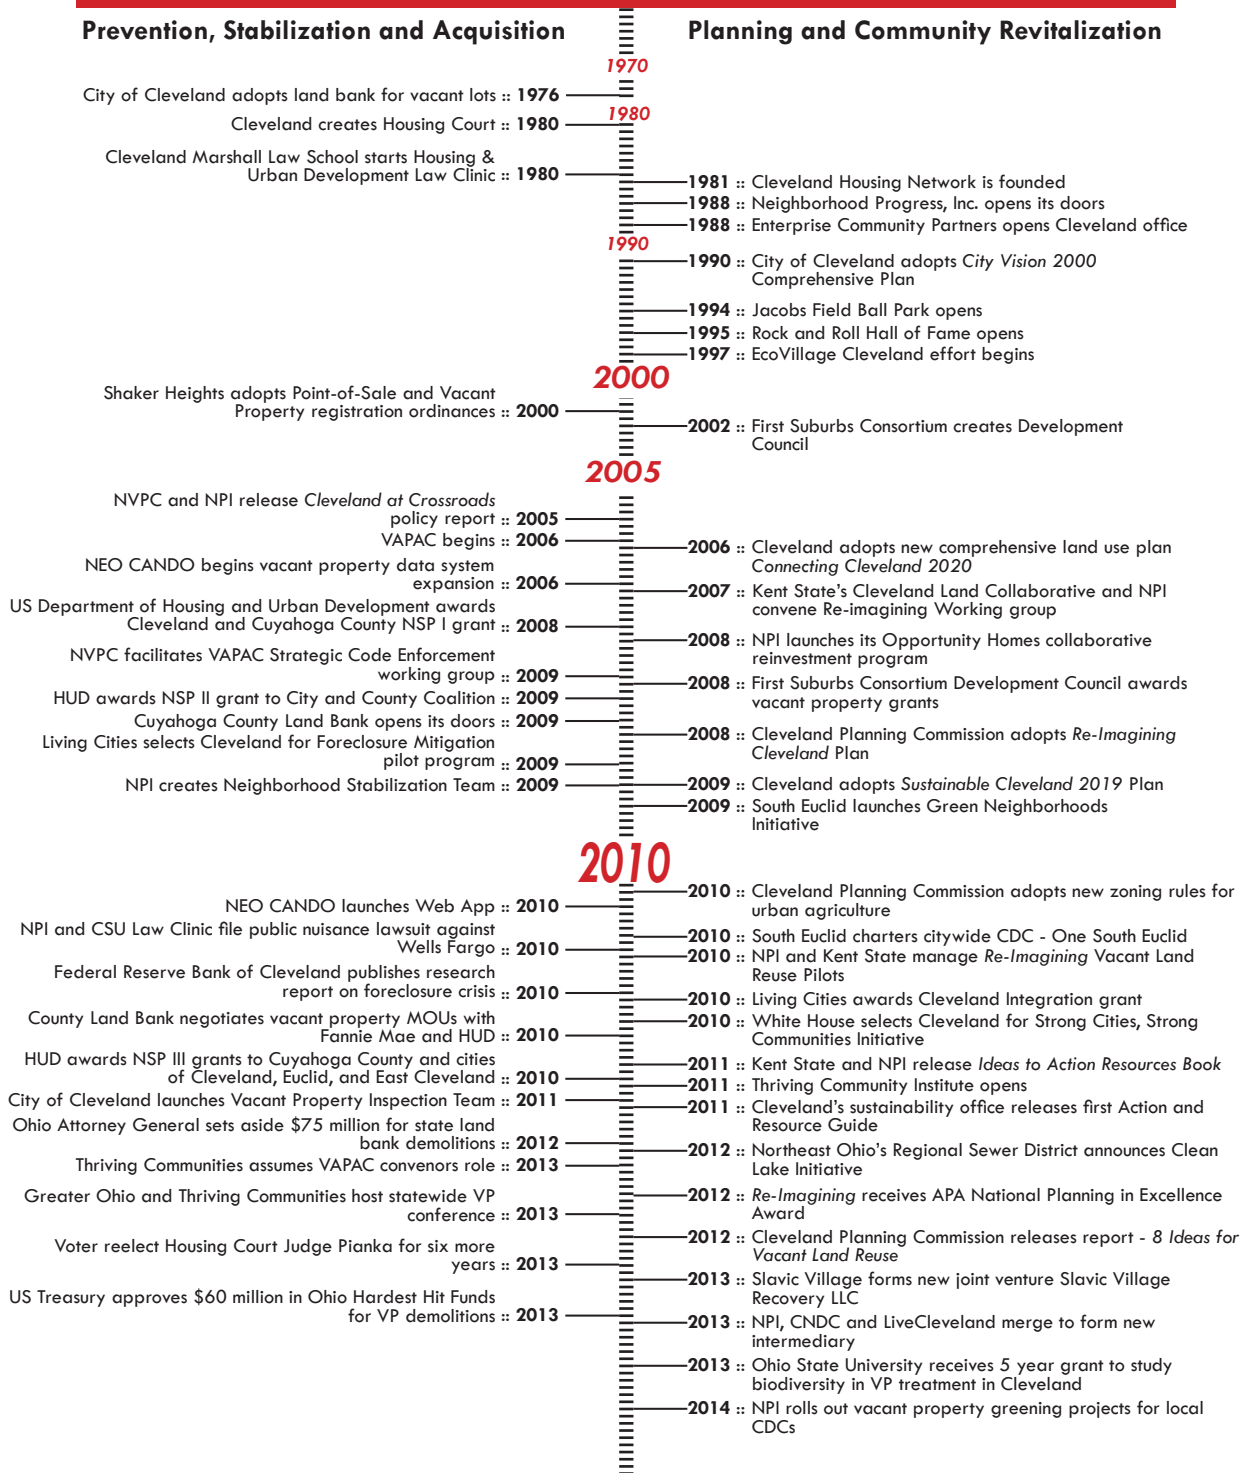 Prevention, Stabilization and Acquisition
Planning and Community Revitalization
1970
City of Cleveland adopts land bank for vacant lots :: 1976
1980
Cleveland creates Housing Court :: 1980
Cleveland Marshall Law School starts Housing &
Urban Development Law Clinic :: 1980
1981 :: Cleveland Housing Network is founded
1988 :: Neighborhood Progress, Inc. opens its doors
1988 :: Enterprise Community Partners opens Cleveland office
1990
1990 :: City of Cleveland adopts City Vision 2000
Comprehensive Plan
1994 :: Jacobs Field Ball Park opens
1995 :: Rock and Roll Hall of Fame opens
1997 :: EcoVillage Cleveland effort begins
2000
Shaker Heights adopts Point-of-Sale and Vacant
Property registration ordinances :: 2000
2002 :: First Suburbs Consortium creates Development
Council
2005
NVPC and NPI release Cleveland at Crossroads
policy report :: 2005
VAPAC begins :: 2006
NEO CANDO begins vacant property data system
expansion :: 2006
US Department of Housing and Urban Development awards
Cleveland and Cuyahoga County NSP I grant :: 2008
NVPC facilitates VAPAC Strategic Code Enforcement
working group :: 2009
HUD awards NSP II grant to City and County Coalition :: 2009
Cuyahoga County Land Bank opens its doors :: 2009
Living Cities selects Cleveland for Foreclosure Mitigation
pilot program :: 2009
NPI creates Neighborhood Stabilization Team :: 2009
2006 :: Cleveland adopts new comprehensive land use plan
Connecting Cleveland 2020
2007 :: Kent State's Cleveland Land Collaborative and NPI
convene Re-imagining Working group
2008 :: NPI launches its Opportunity Homes collaborative
reinvestment program
2008 :: First Suburbs Consortium Development Council awards
vacant property grants
2008 :: Cleveland Planning Commission adopts Re-Imagining
Cleveland Plan
2009 :: Cleveland adopts Sustainable Cleveland 2019 Plan
2009 :: South Euclid launches Green Neighborhoods
Initiative
2010
NEO CANDO launches Web App :: 2010
NPI and CSU Law Clinic file public nuisance lawsuit against
Wells Fargo :: 2010
Federal Reserve Bank of Cleveland publishes research
report on foreclosure crisis :: 2010
County Land Bank negotiates vacant property MOUs with
Fannie Mae and HUD :: 2010
HUD awards NSP III grants to Cuyahoga County and cities
of Cleveland, Euclid, and East Cleveland :: 2010
City of Cleveland launches Vacant Property Inspection Team :: 2011
Ohio Attorney General sets aside $75 million for state land
bank demolitions :: 2012
Thriving Communities assumes VAPAC convenors role :: 2013
Greater Ohio and Thriving Communities host statewide VP
conference :: 2013
Voter reelect Housing Court Judge Pianka for six more
years :: 2013
US Treasury approves $60 million in Ohio Hardest Hit Funds
for VP demolitions :: 2013
2010 :: Cleveland Planning Commission adopts new zoning rules for
urban agriculture
2010 :: South Euclid charters citywide CDC - One South Euclid
2010 :: NPI and Kent State manage Re-Imagining Vacant Land
Reuse Pilots
2010 :: Living Cities awards Cleveland Integration grant
2010 :: White House selects Cleveland for Strong Cities, Strong
Communities Initiative
2011 :: Kent State and NPI release Ideas to Action Resources Book
2011 :: Thriving Community Institute opens
2011 :: Cleveland's sustainability office releases first Action and
Resource Guide
2012 :: Northeast Ohio's Regional Sewer District announces Clean
Lake Initiative
2012 :: Re-Imagining receives APA National Planning in Excellence
Award
2012 :: Cleveland Planning Commission releases report - 8 Ideas for
Vacant Land Reuse
2013 :: Slavic Village forms new joint venture Slavic Village
Recovery LLC
2013 :: NPI, CNDC and LiveCleveland merge to form new
intermediary
2013 :: Ohio State University receives 5 year grant to study
biodiversity in VP treatment in Cleveland
2014 :: NPI rolls out vacant property greening projects for local
CDCs